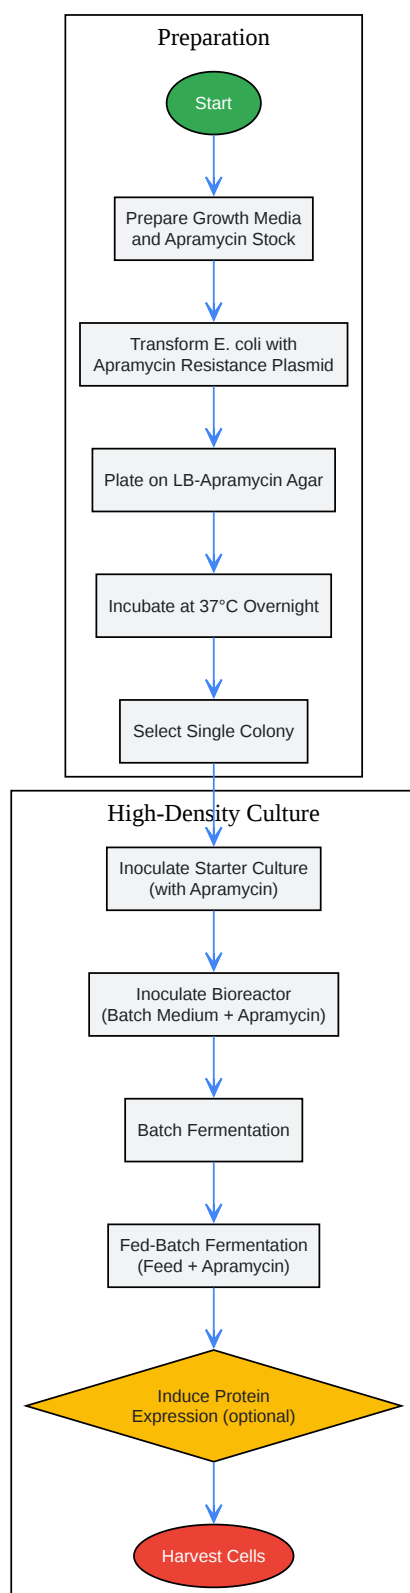 Preparation
Start
Prepare Growth Media
and Apramycin Stock
Transform E. coli with
Apramycin Resistance Plasmid
Plate on LB-Apramycin Agar
Incubate at 37°C Overnight
Select Single Colony
High-Density Culture
Inoculate Starter Culture
(with Apramycin)
Inoculate Bioreactor
(Batch Medium + Apramycin)
Batch Fermentation
Fed-Batch Fermentation
(Feed + Apramycin)
Induce Protein
Expression (optional)
Harvest Cells